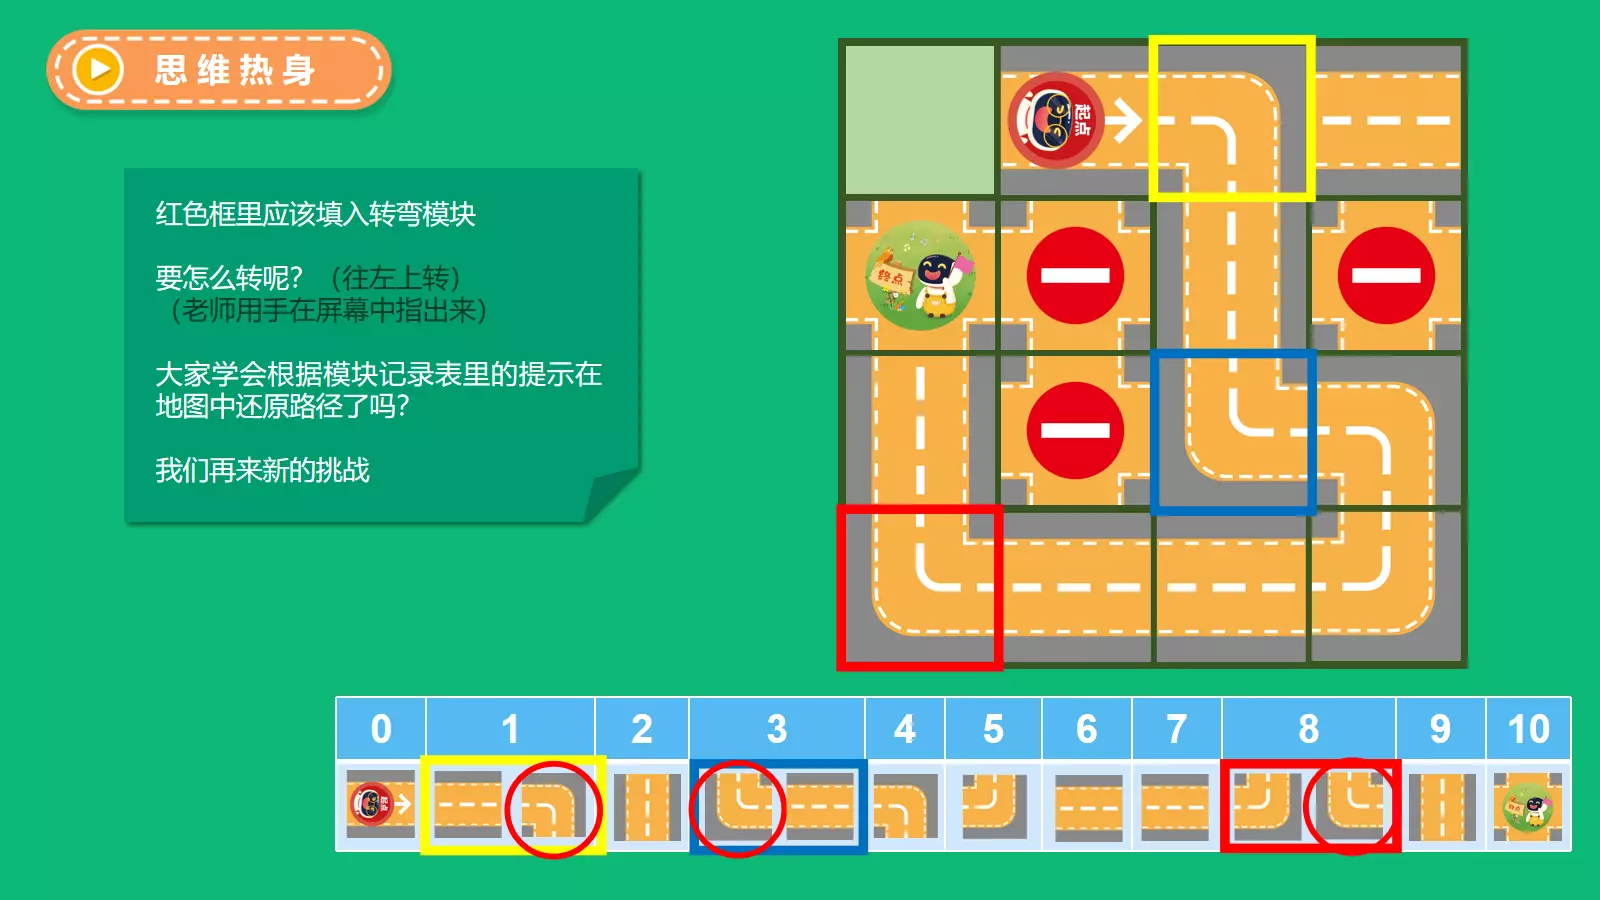 思维热身
起点
红色框里应该填入转弯模块
终点
要怎么转呢？（往左上转）
（老师用手在屏幕中指出来）
大家学会根据模块记录表里的提示在
地图中还原路径了吗？
我们再来新的挑战
0 1 2 3 4 5 6 7 8 9 10
起点
终点